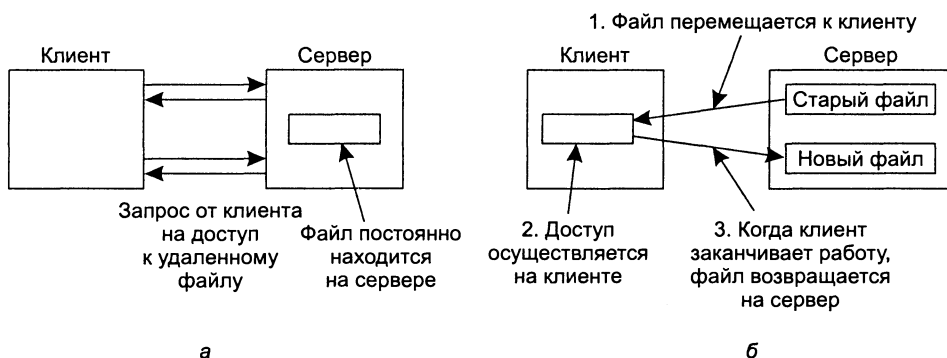 1. Файл перемещается к клиенту
Клиент
Сервер
Клиент
Сервер
Старый файл
Новый файл
Запрос от клиента
на доступ
к удаленному
файлу
Файл постоянно
находится
на сервере
2. Доступ
осуществляется
на клиенте
3. Когда клиент
заканчивает работу,
файл возвращается
на сервер
а
б